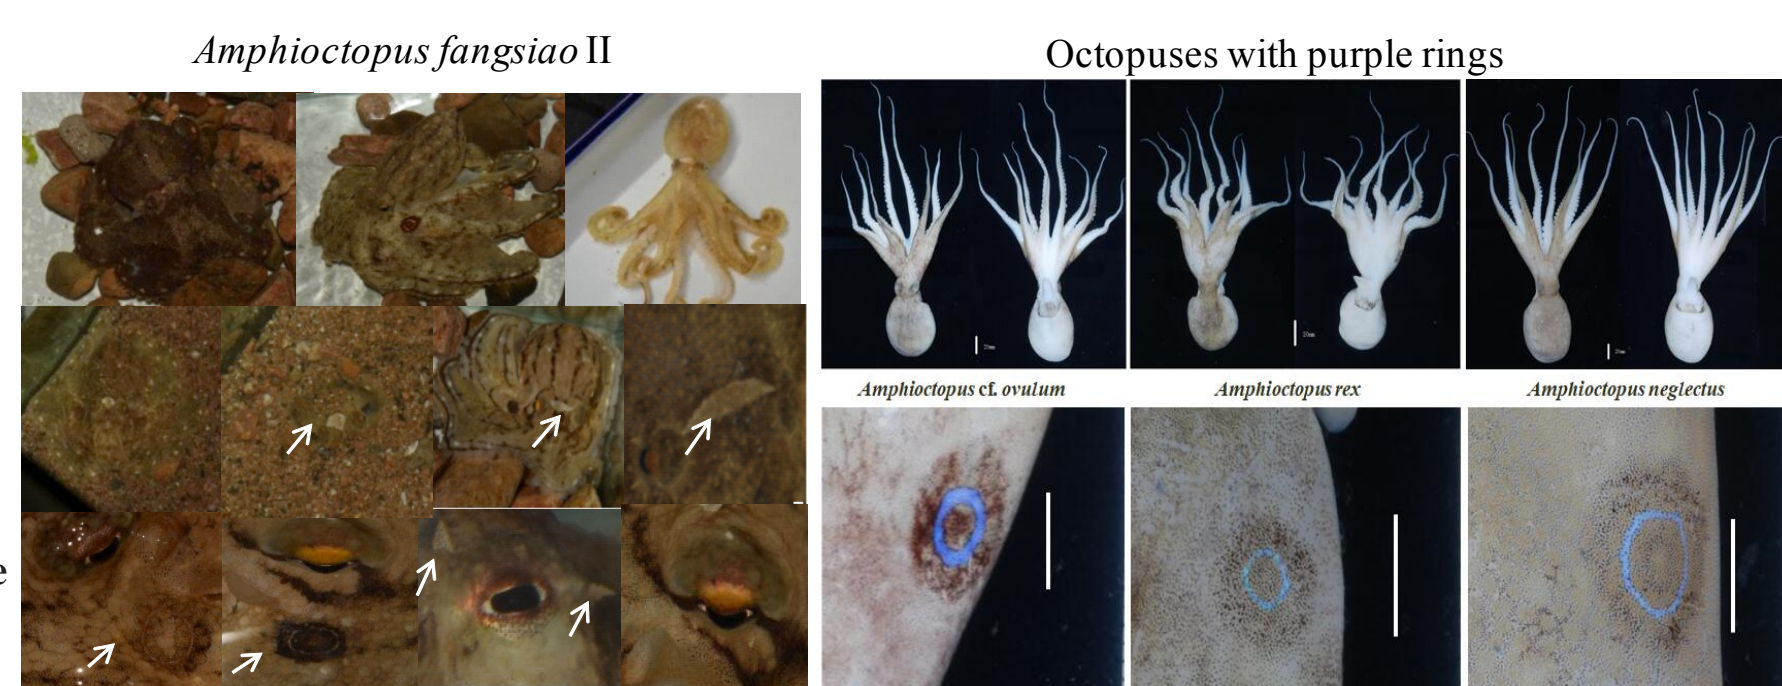 Amphioctopus fangsiao II
Octopuses with purple rings
Amphioctopus cf. ovulum
Amphioctopus rex
Amphioctopus neglectus
e